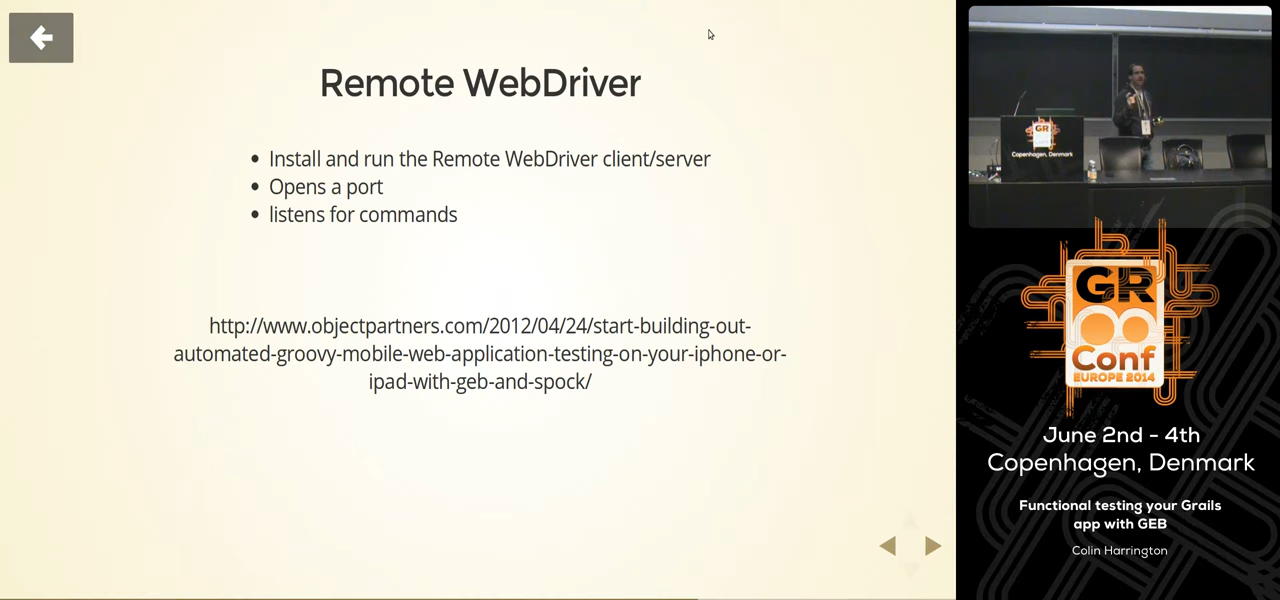 Remote WebDriver
• Install and run the Remote WebDriver client/server
• Opens a port
• listens for commands
http://www.objectpartners.com/2012/04/24/start-building-out-
automated-groovy-mobile-web-application-testing-on-your-iphone-or-
ipad-with-geb-and-spock/
GR
Copenhagen, Denmark
GR
Conf
EUROPE 2014
June 2nd - 4th
Copenhagen, Denmark
Functional testing your Grails
app with GEB
Colin Harrington